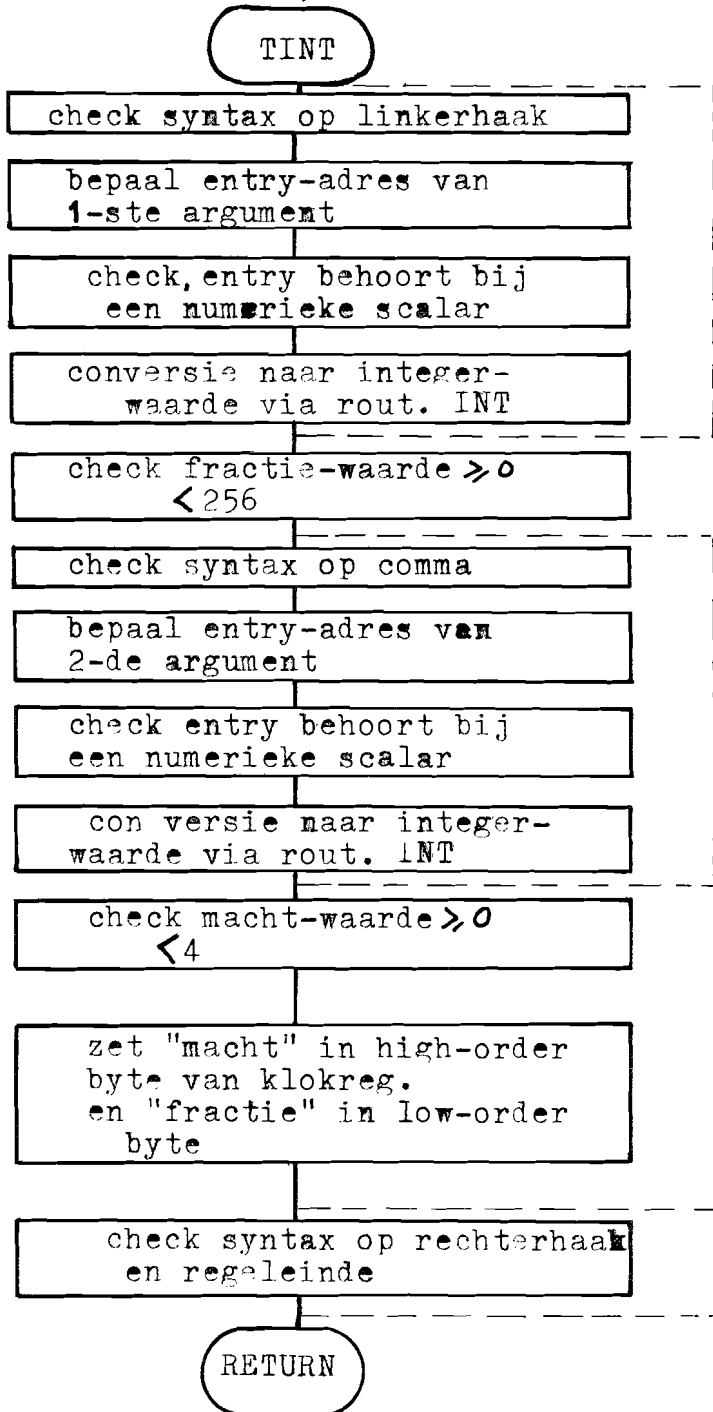 TINT
check syntax op linkerhaak
bepaal entry-adres van
1-ste argument
check, entry behoort bij
een numerieke scalar
conversie naar integer-
waarde via rout. INT
check fractie-waarde ⩾ 0
< 256
check syntax op comma
bepaal entry-adres van
2-de argument
check entry behoort bij
een numerieke scalar
con versie naar integer-
waarde via rout. INT
check macht-waarde ⩾ 0
< 4
zet "macht" in high-order
byte van klokreg.
en "fractie" in low-order
byte
check syntax op rechterhaak
en regeleinde
RETURN